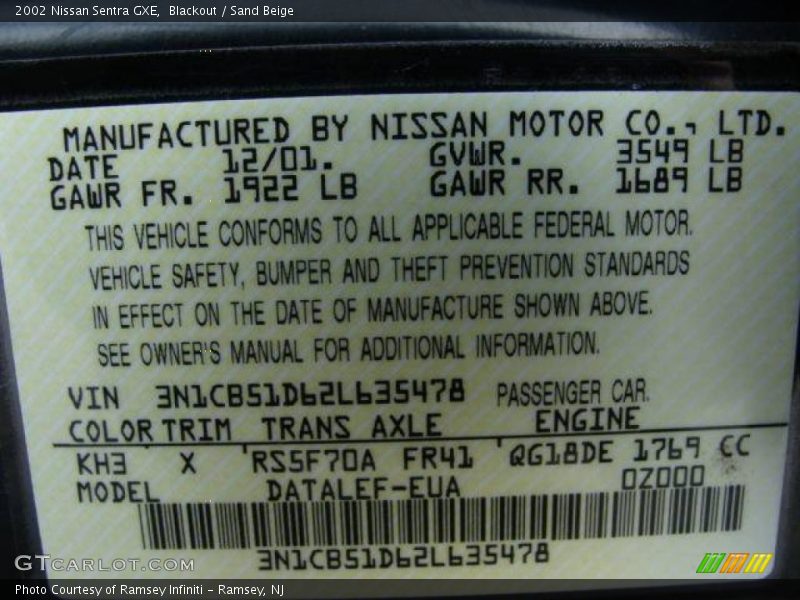 2002 Nissan Sentra GXE, Blackout / Sand Beige
MANUFACTURED BY NISSAN MOTOR CO., LTD.
DATE 12/01. GVWR. 3549 LB
GAWR FR. 1922 LB GAWR RR. 1689 LB
THIS VEHICLE CONFORMS TO ALL APPLICABLE FEDERAL MOTOR.
VEHICLE SAFETY, BUMPER AND THEFT PREVENTION STANDARDS
IN EFFECT ON THE DATE OF MANUFACTURE SHOWN ABOVE.
SEE OWNER'S MANUAL FOR ADDITIONAL INFORMATION.
VIN 3N1CB51D62L635478 PASSENGER CAR.
COLOR TRIM TRANS AXLE ENGINE
KH3 X RS5F70A FR41 QG18DE 1769 CC
MODEL DATALEF-EUA 0Z000
3N1CB51D62L635478
GTCARLOT.COM
Photo Courtesy of Ramsey Infiniti - Ramsey, NJ